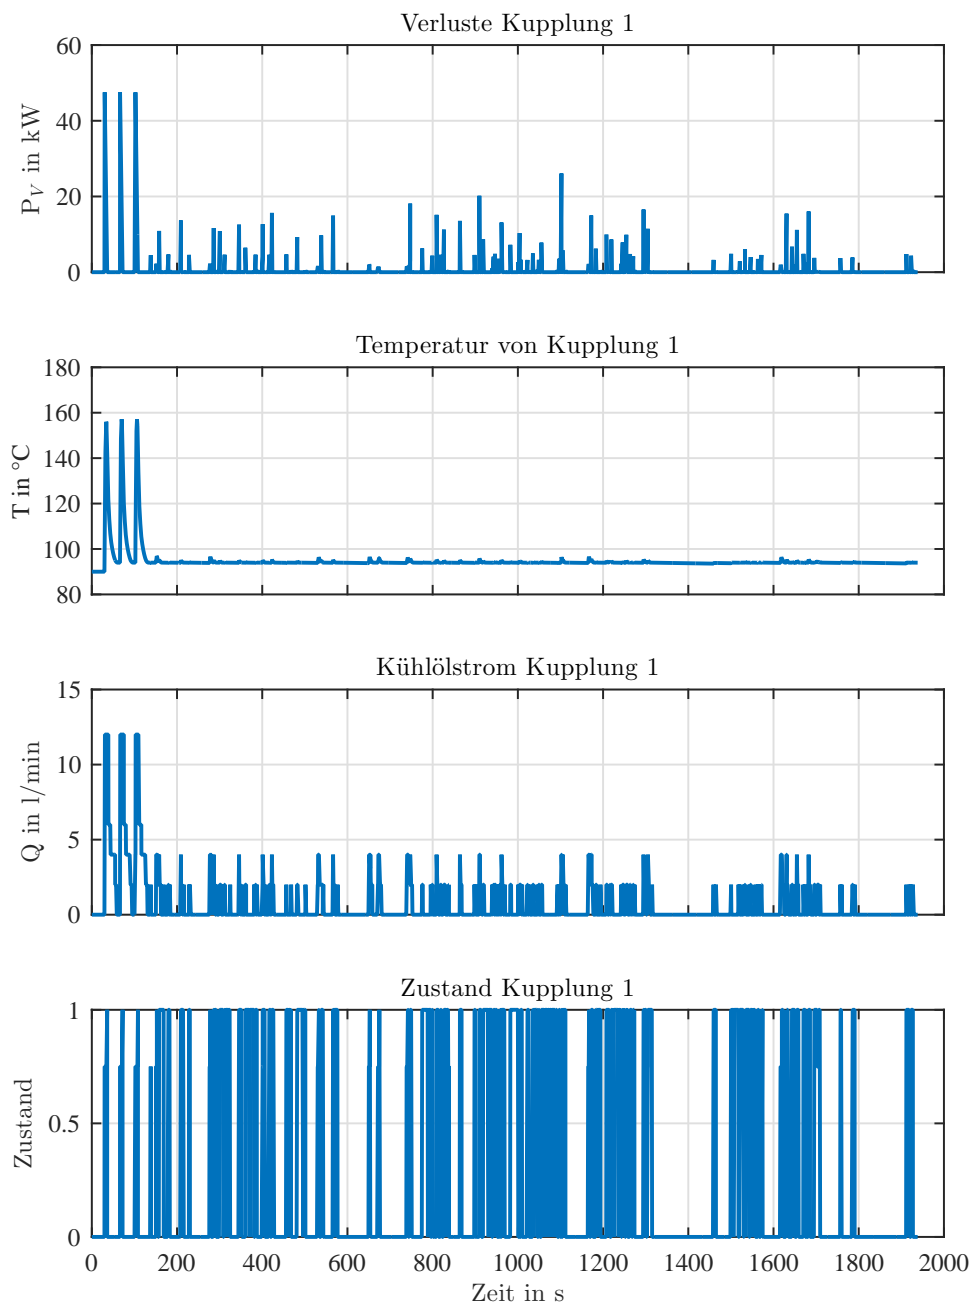 Verluste Kupplung 1
60
40
20
0
P_V in kW
Temperatur von Kupplung 1
180
160
140
120
100
80
T in °C
Kühlölstrom Kupplung 1
15
10
5
0
Q in l/min
Zustand Kupplung 1
1
0.5
0
Zustand
0 200 400 600 800 1000 1200 1400 1600 1800 2000
Zeit in s